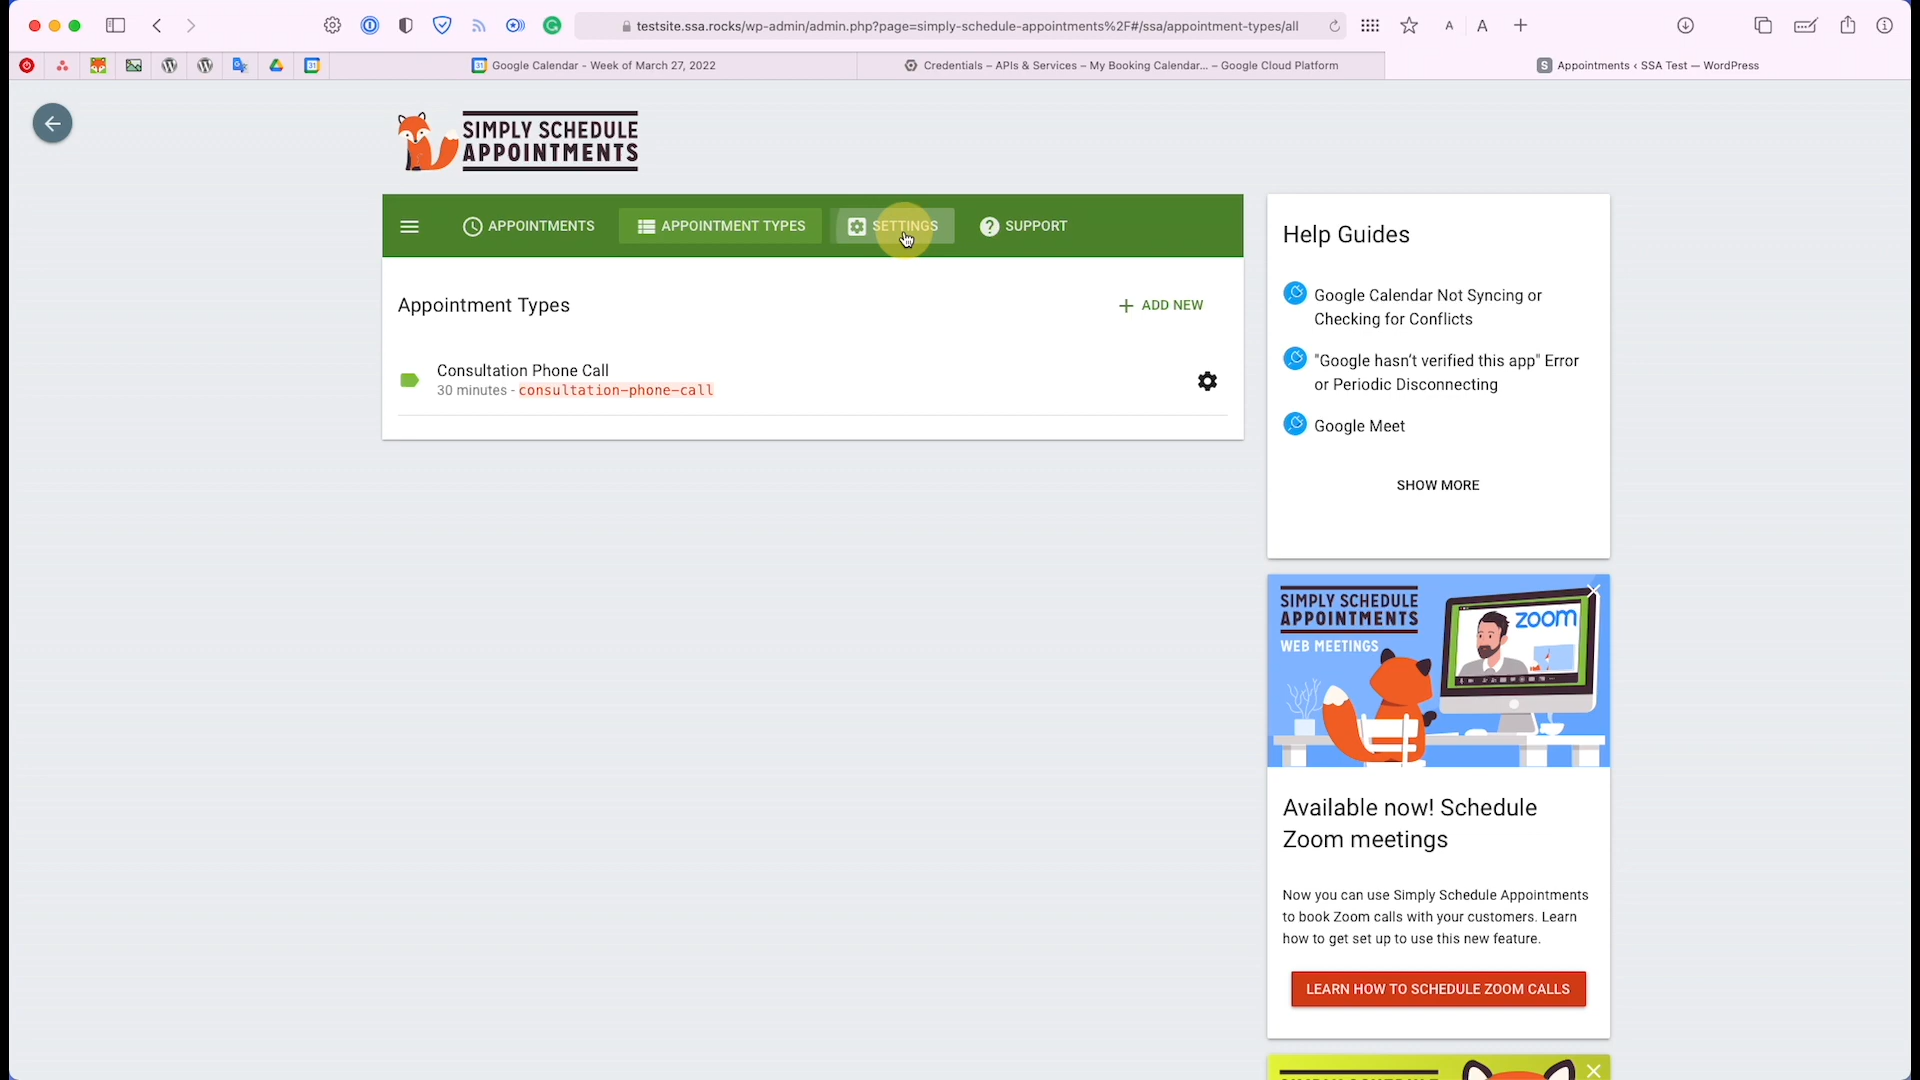 testsite.ssa.rocks/wp-admin/admin.php?page=simply-schedule-appointments%2F#/ssa/appointment-types/all
A
A
Google Calendar - Week of March 27, 2022
Credentials – APIs & Services – My Booking Calendar... – Google Cloud Platform
S
Appointments ‹ SSA Test — WordPress
SIMPLY SCHEDULE
APPOINTMENTS
APPOINTMENTS
APPOINTMENT TYPES
SETTINGS
SUPPORT
Appointment Types
ADD NEW
Consultation Phone Call
30 minutes - consultation-phone-call
Help Guides
Google Calendar Not Syncing or
Checking for Conflicts
"Google hasn’t verified this app" Error
or Periodic Disconnecting
Google Meet
SHOW MORE
SIMPLY SCHEDULE
APPOINTMENTS
WEB MEETINGS
zoom
Available now! Schedule
Zoom meetings
Now you can use Simply Schedule Appointments
to book Zoom calls with your customers. Learn
how to get set up to use this new feature.
LEARN HOW TO SCHEDULE ZOOM CALLS